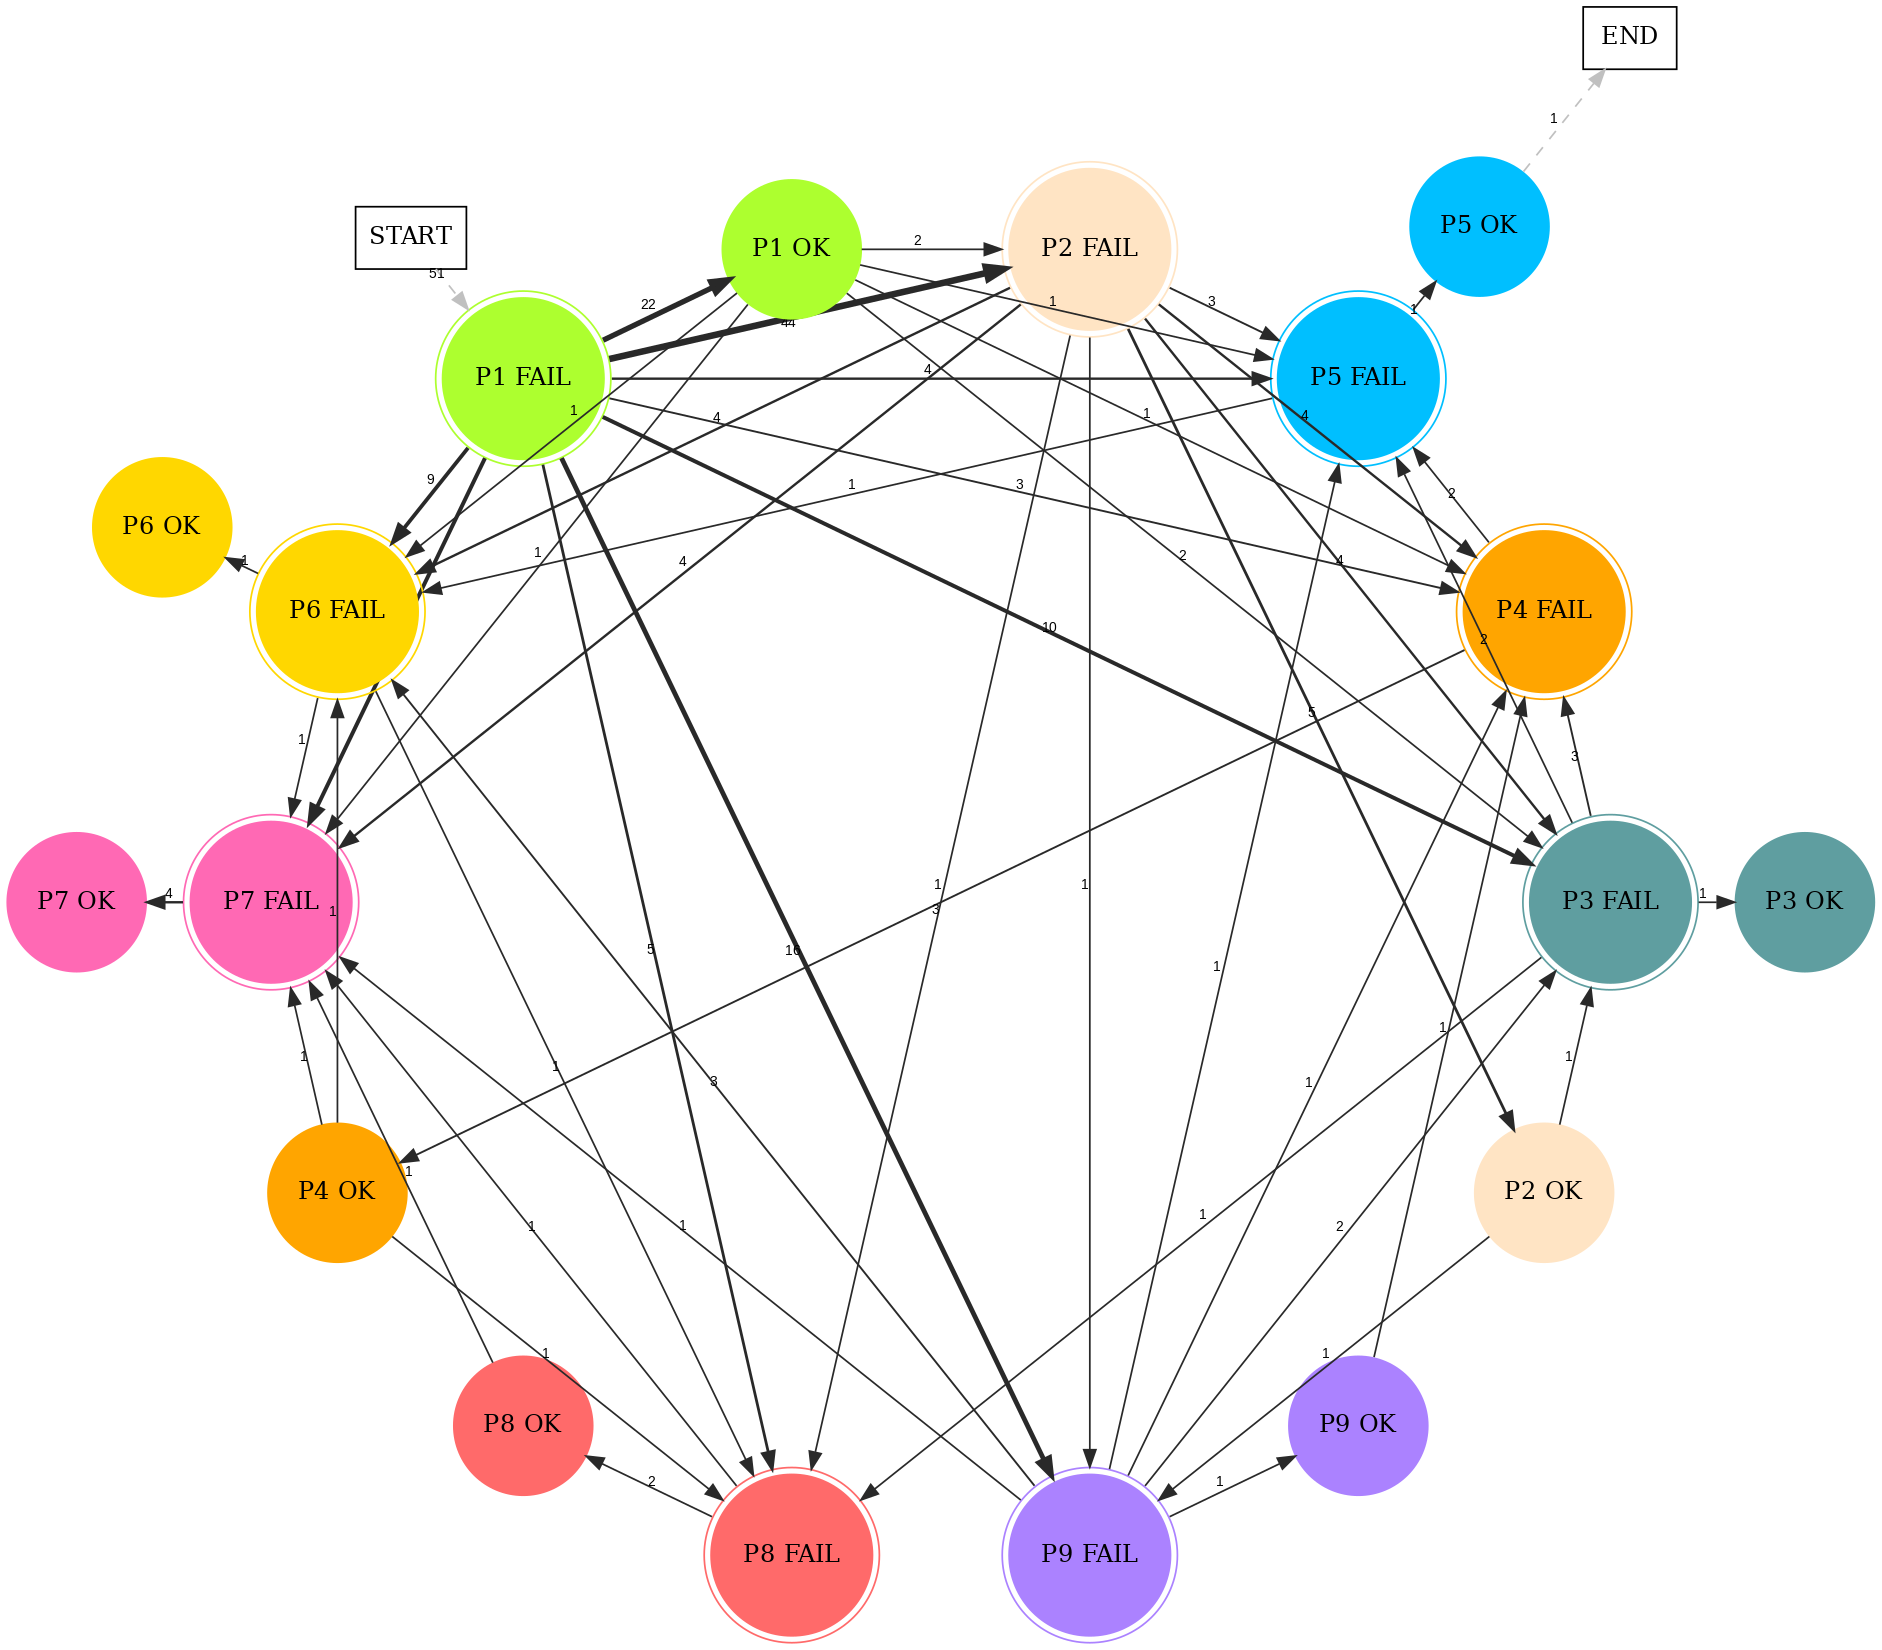 END
1
P5 OK
START
51
P1 OK
2
P2 FAIL
22
44
1
3
1
P1 FAIL
4
P5 FAIL
1
4
1
4
9
3
1
2
P6 OK
1
1
4
2
4
P6 FAIL
P4 FAIL
10
2
5
1
3
P7 OK
4
P7 FAIL
1
1
3
P3 FAIL
1
P3 OK
5
16
1
1
1
1
3
1
1
1
P4 OK
1
1
1
2
P2 OK
1
1
P8 OK
P9 OK
2
1
P8 FAIL
P9 FAIL